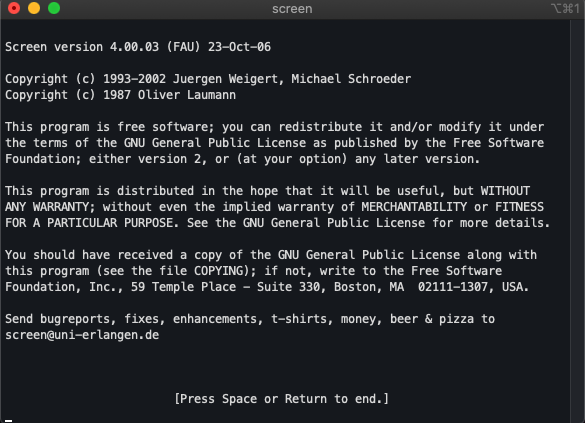 screen
⌥⌘1
Screen version 4.00.03 (FAU) 23-Oct-06
Copyright (c) 1993-2002 Juergen Weigert, Michael Schroeder
Copyright (c) 1987 Oliver Laumann
This program is free software; you can redistribute it and/or modify it under
the terms of the GNU General Public License as published by the Free Software
Foundation; either version 2, or (at your option) any later version.
This program is distributed in the hope that it will be useful, but WITHOUT
ANY WARRANTY; without even the implied warranty of MERCHANTABILITY or FITNESS
FOR A PARTICULAR PURPOSE. See the GNU General Public License for more details.
You should have received a copy of the GNU General Public License along with
this program (see the file COPYING); if not, write to the Free Software
Foundation, Inc., 59 Temple Place - Suite 330, Boston, MA  02111-1307, USA.
Send bugreports, fixes, enhancements, t-shirts, money, beer & pizza to
screen@uni-erlangen.de
[Press Space or Return to end.]